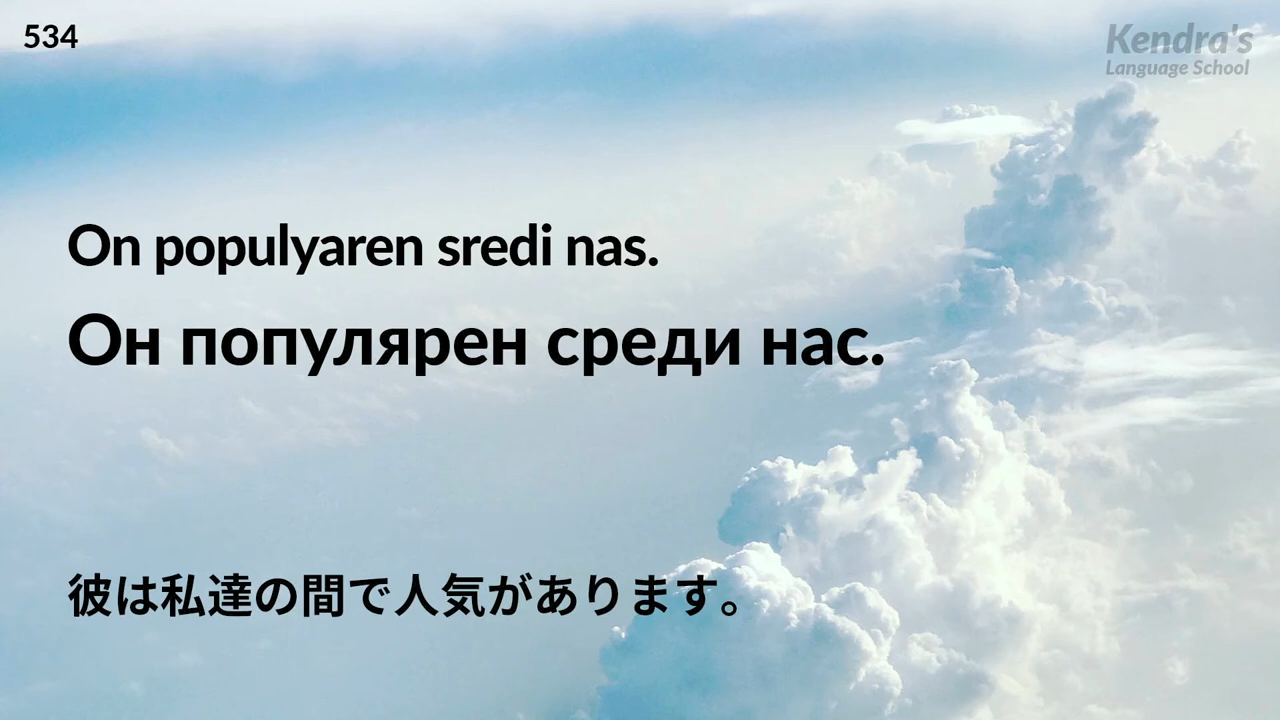 534
Kendra's
Language School
On populyaren sredi nas.
Он популярен среди нас.
彼は私達の間で人気があります。